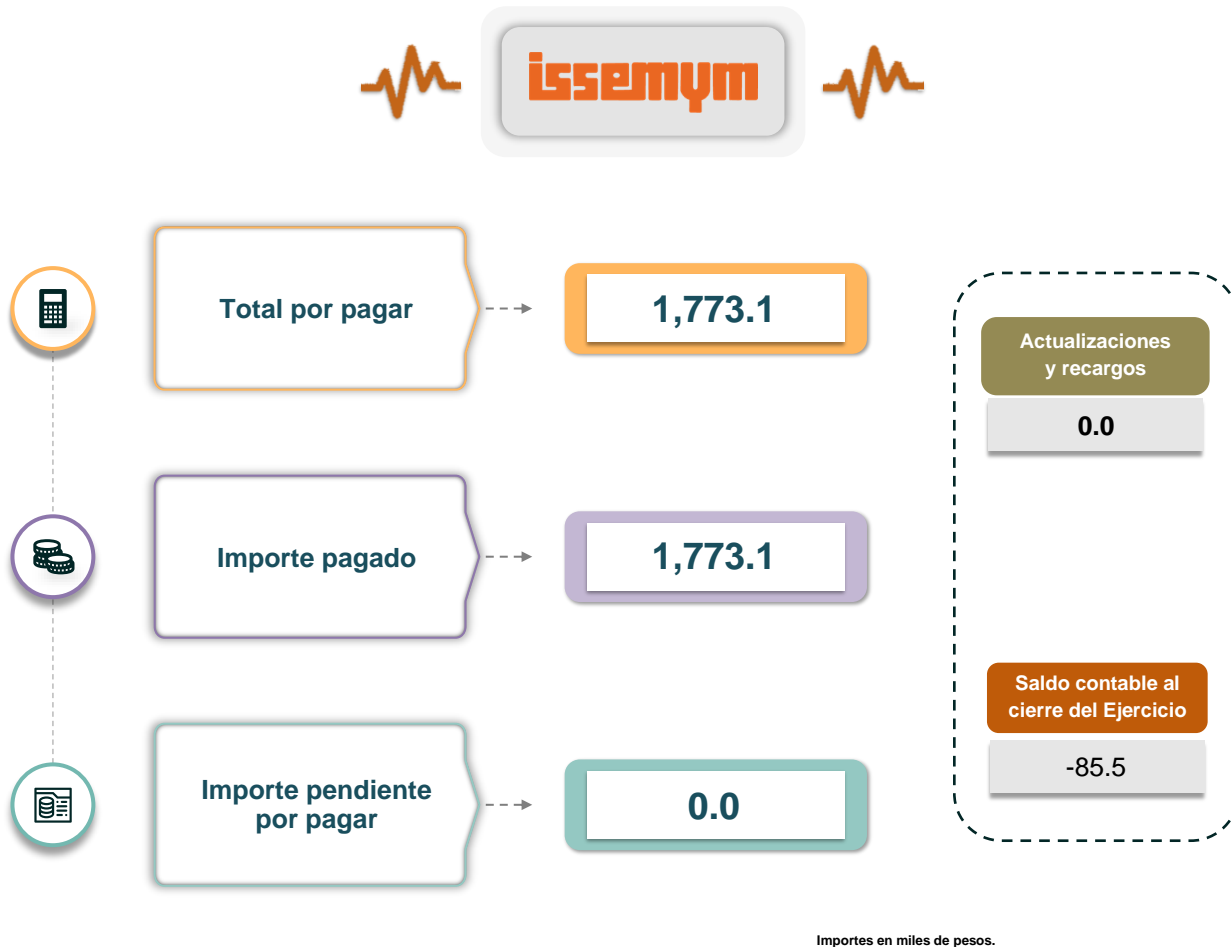 issemym
Total por pagar
1,773.1
Importe pagado
1,773.1
Importe pendiente
por pagar
0.0
Actualizaciones
y recargos
0.0
Saldo contable al
cierre del Ejercicio
-85.5
Importes en miles de pesos.